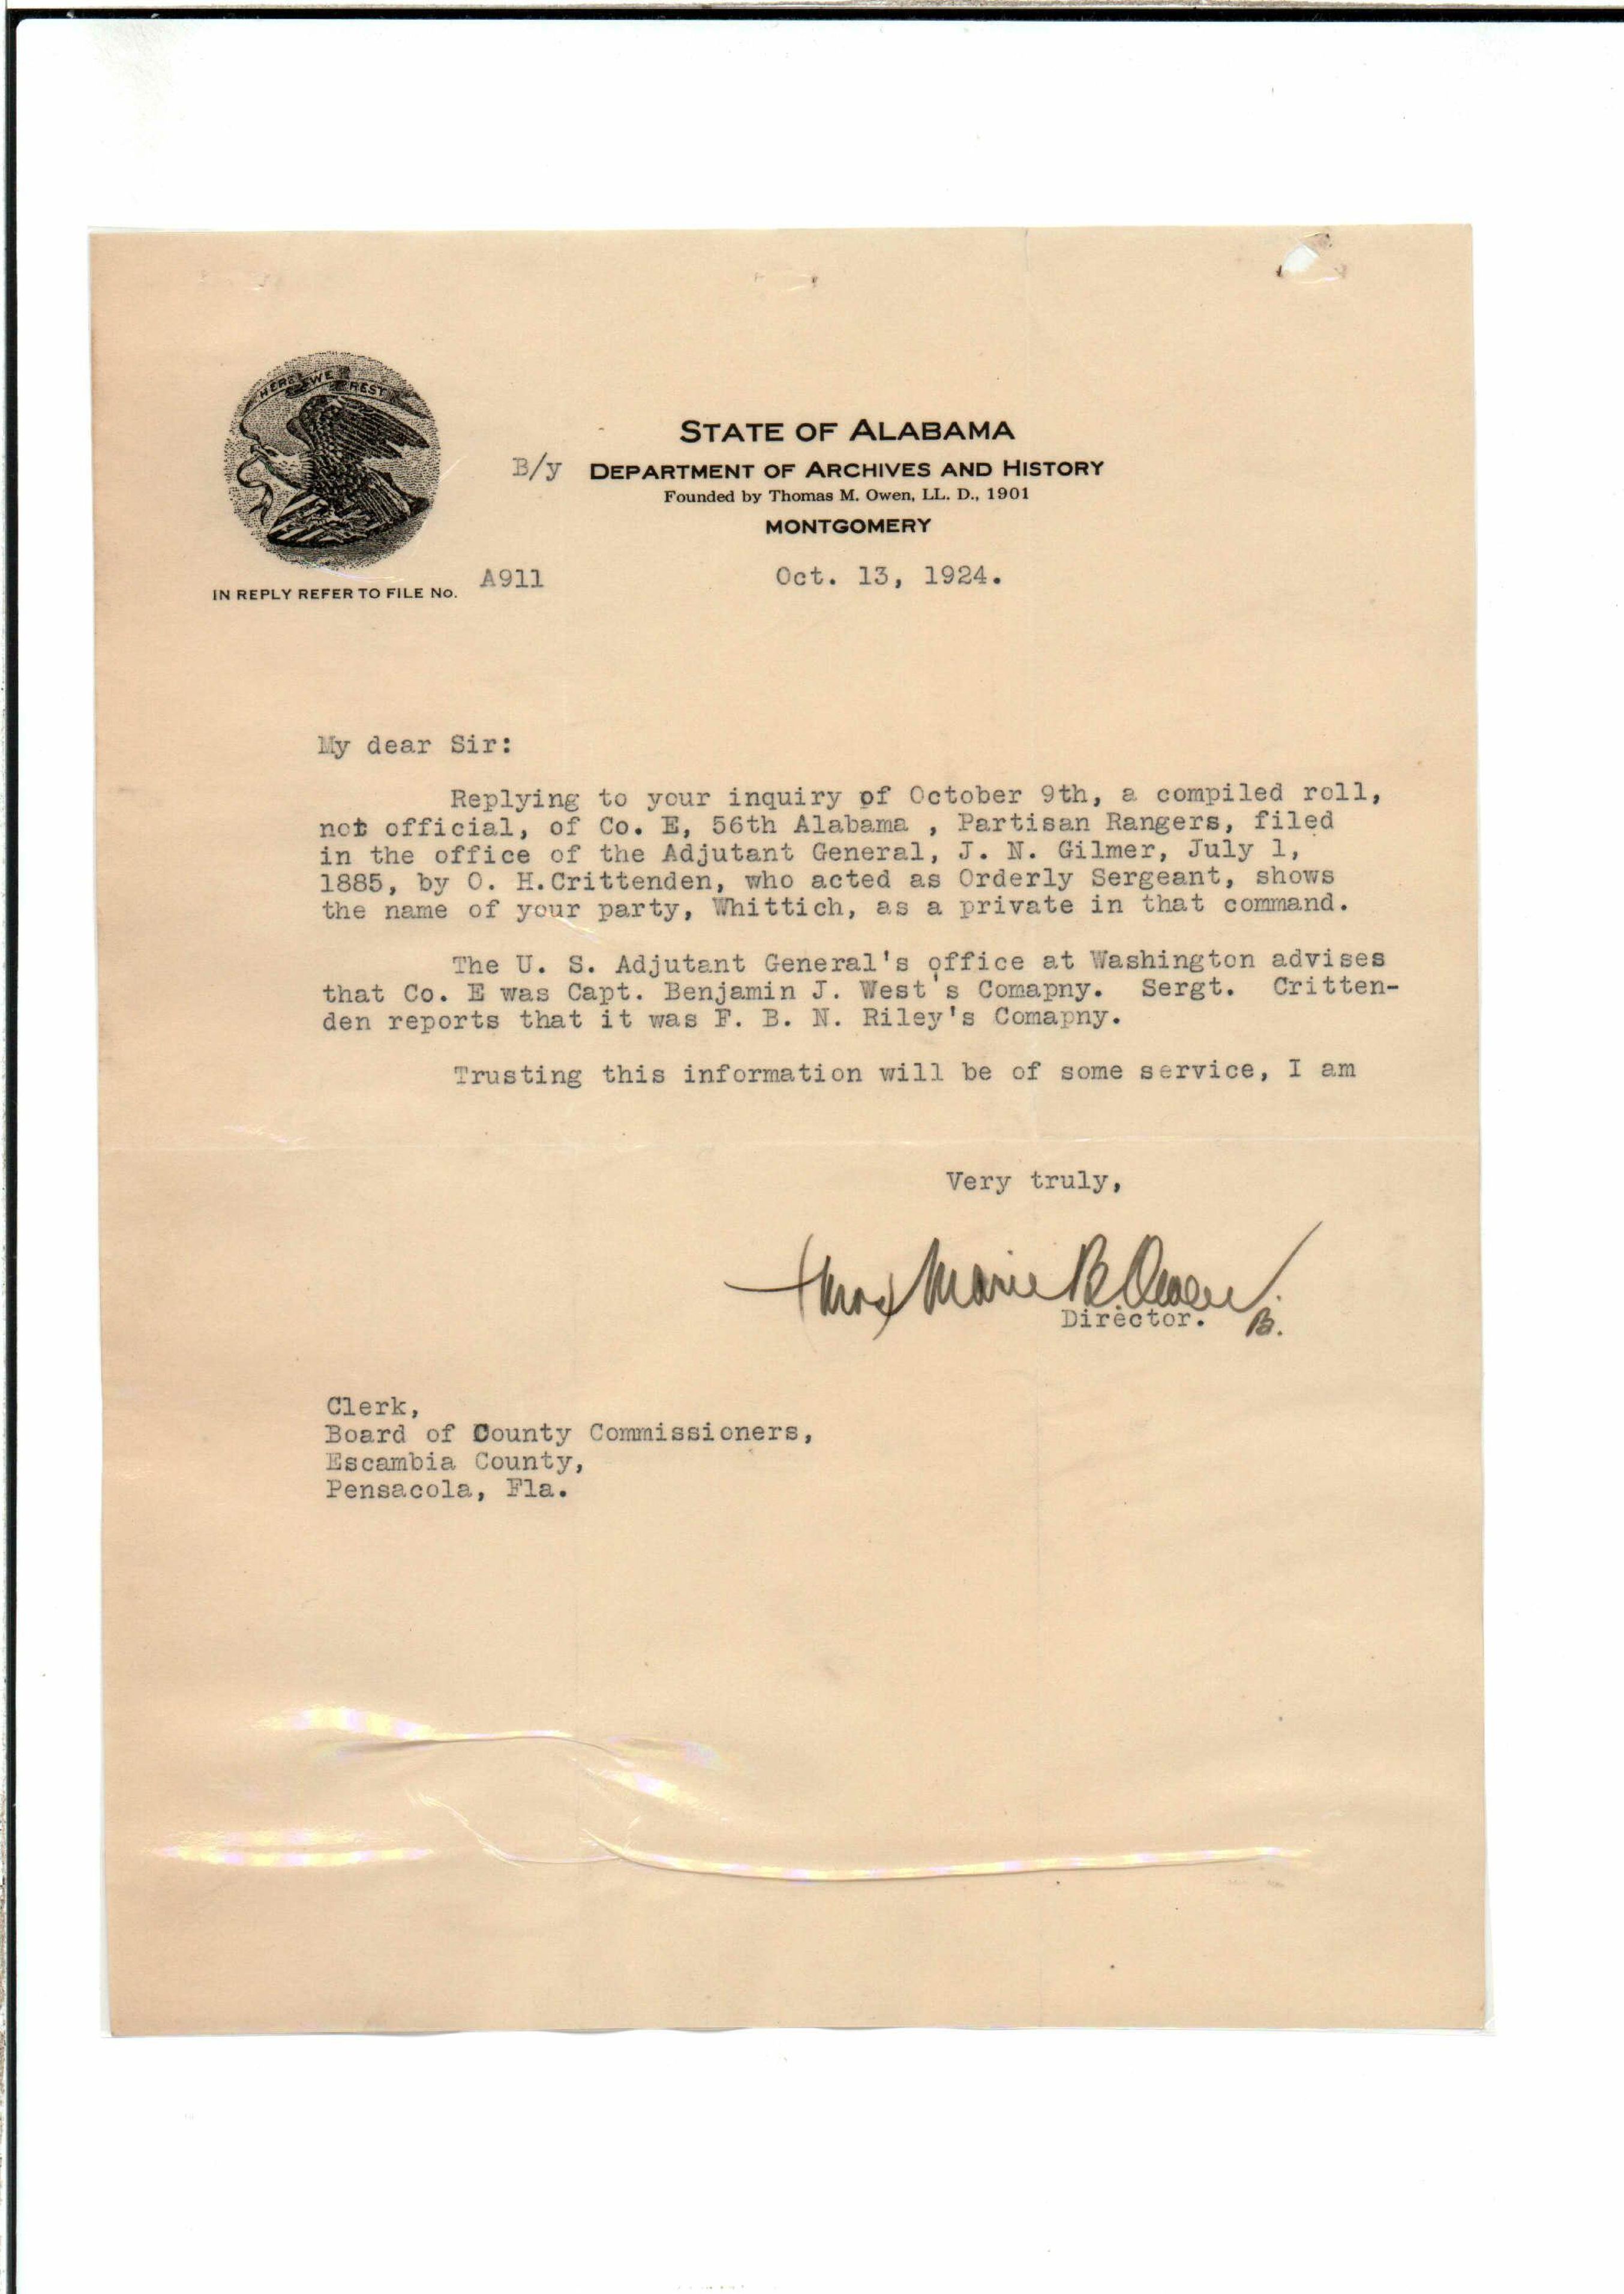 HERE WE REST
STATE OF ALABAMA
B/y DEPARTMENT OF ARCHIVES AND HISTORY
Founded by Thomas M. Owen, LL. D., 1901
MONTGOMERY
IN REPLY REFER TO FILE No. A911
Oct. 13, 1924.
My dear Sir:
Replying to your inquiry of October 9th, a compiled roll,
not official, of Co. E, 56th Alabama , Partisan Rangers, filed
in the office of the Adjutant General, J. N. Gilmer, July 1,
1885, by O. H.Crittenden, who acted as Orderly Sergeant, shows
the name of your party, Whittich, as a private in that command.
The U. S. Adjutant General's office at Washington advises
that Co. E was Capt. Benjamin J. West's Comapny. Sergt. Critten-
den reports that it was F. B. N. Riley's Comapny.
Trusting this information will be of some service, I am
Very truly,
Mrs Marie B. Owen.
Director. B.
Clerk,
Board of County Commissioners,
Escambia County,
Pensacola, Fla.